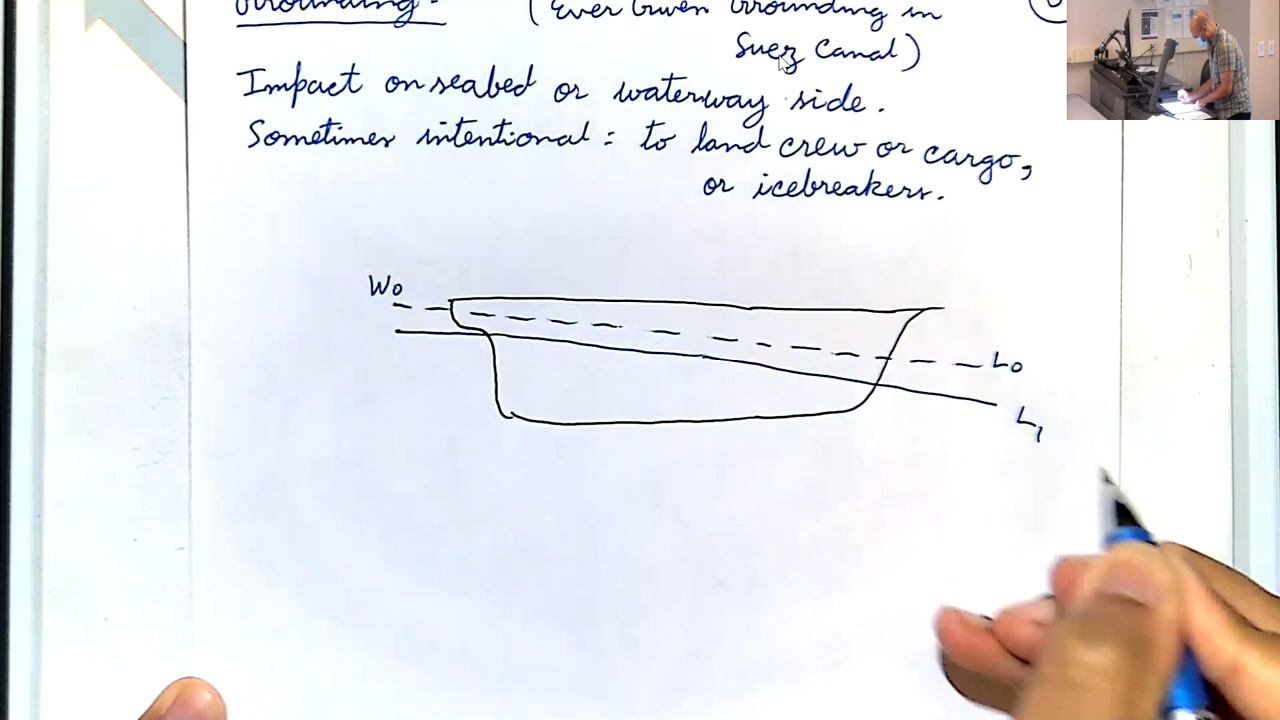 Grounding:- (Ever Given Grounding in
Suez Canal)
Impact on seabed or waterway side.
Sometimes intentional: to land crew or cargo,
or icebreakers.
W0
L0
L1